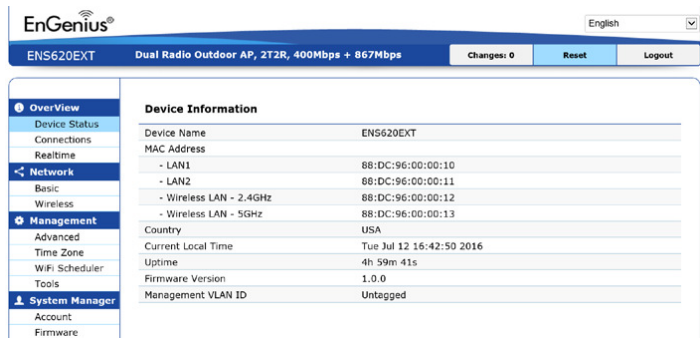 EnGenius®
English
ENS620EXT Dual Radio Outdoor AP, 2T2R, 400Mbps + 867Mbps Changes: 0 Reset Logout
OverView
Device Status
Connections
Realtime
Network
Basic
Wireless
Management
Advanced
Time Zone
WiFi Scheduler
Tools
System Manager
Account
Firmware
Device Information
Device Name ENS620EXT
MAC Address
- LAN1 88:DC:96:00:00:10
- LAN2 88:DC:96:00:00:11
- Wireless LAN - 2.4GHz 88:DC:96:00:00:12
- Wireless LAN - 5GHz 88:DC:96:00:00:13
Country USA
Current Local Time Tue Jul 12 16:42:50 2016
Uptime 4h 59m 41s
Firmware Version 1.0.0
Management VLAN ID Untagged